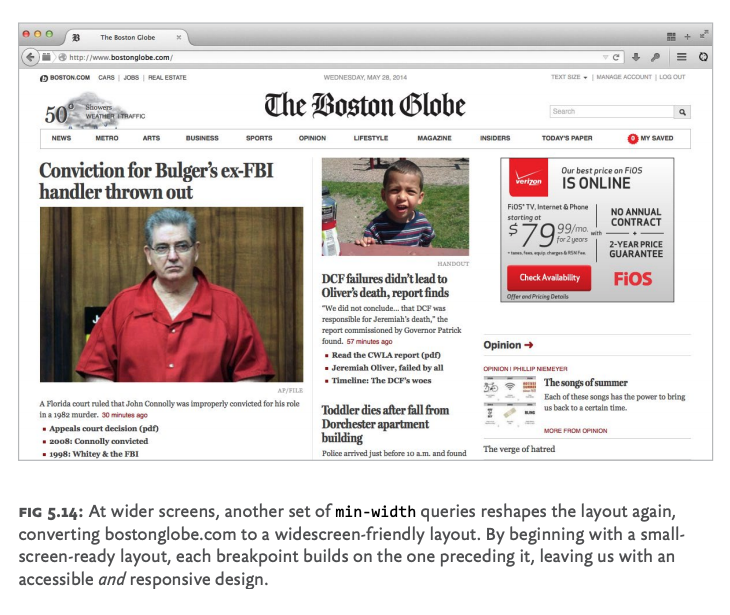 The Boston Globe
http://www.bostonglobe.com/
BOSTON.COM CARS | JOBS | REAL ESTATE
WEDNESDAY, MAY 28, 2014
TEXT SIZE | MANAGE ACCOUNT | LOG OUT
50°
Showers
WEATHER | TRAFFIC
The Boston Globe
Search
NEWS METRO ARTS BUSINESS SPORTS OPINION LIFESTYLE MAGAZINE INSIDERS TODAY'S PAPER 0 MY SAVED
Conviction for Bulger's ex-FBI
handler thrown out
AP/FILE
A Florida court ruled that John Connolly was improperly convicted for his role
in a 1982 murder. 30 minutes ago
Appeals court decision (pdf)
2008: Connolly convicted
1998: Whitey & the FBI
HANDOUT
DCF failures didn't lead to
Oliver's death, report finds
"We did not conclude... that DCF was
responsible for Jeremiah's death," the
report commissioned by Governor Patrick
found. 57 minutes ago
Read the CWLA report (pdf)
Jeremiah Oliver, failed by all
Timeline: The DCF's woes
Toddler dies after fall from
Dorchester apartment
building
Police arrived just before 10 a.m. and found
verizon
Our best price on FiOS
IS ONLINE
FiOS® TV, Internet & Phone
starting at
$79 99/mo.
for 2 years
with
+ taxes, fees, equip charges & RSN Fee.
NO ANNUAL
CONTRACT
+
2-YEAR PRICE
GUARANTEE
Check Availability
FiOS
Offer and Pricing Details
Opinion →
OPINION | PHILLIP NIEMEYER
The songs of summer
Each of these songs has the power to bring
us back to a certain time.
MORE FROM OPINION
The verge of hatred
FIG 5.14: At wider screens, another set of min-width queries reshapes the layout again,
converting bostonglobe.com to a widescreen-friendly layout. By beginning with a small-
screen-ready layout, each breakpoint builds on the one preceding it, leaving us with an
accessible and responsive design.